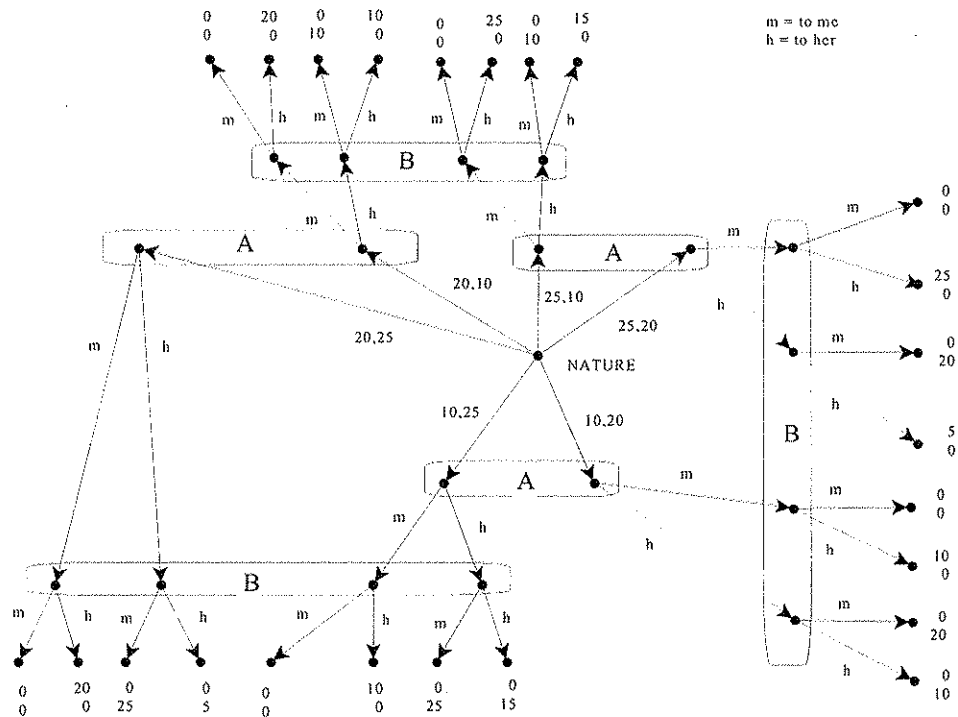 0 20 0 10 0 25 0 15
0 0 10 0 0 0 10 0
m = to me
h = to her
m h m h m h m h
B
m h m h
A A
m
m
0
0
h
25
0
20,10
25,10
25,20
h
20,25
m h
m
0
20
NATURE
h
B
5
0
10,25
10,20
A
m
m
0
0
m h
h
h
10
0
B
m
0
20
m h m h m h m h
h
0
10
0 20 0 0 0 10 0 0
0 0 25 5 0 0 25 15